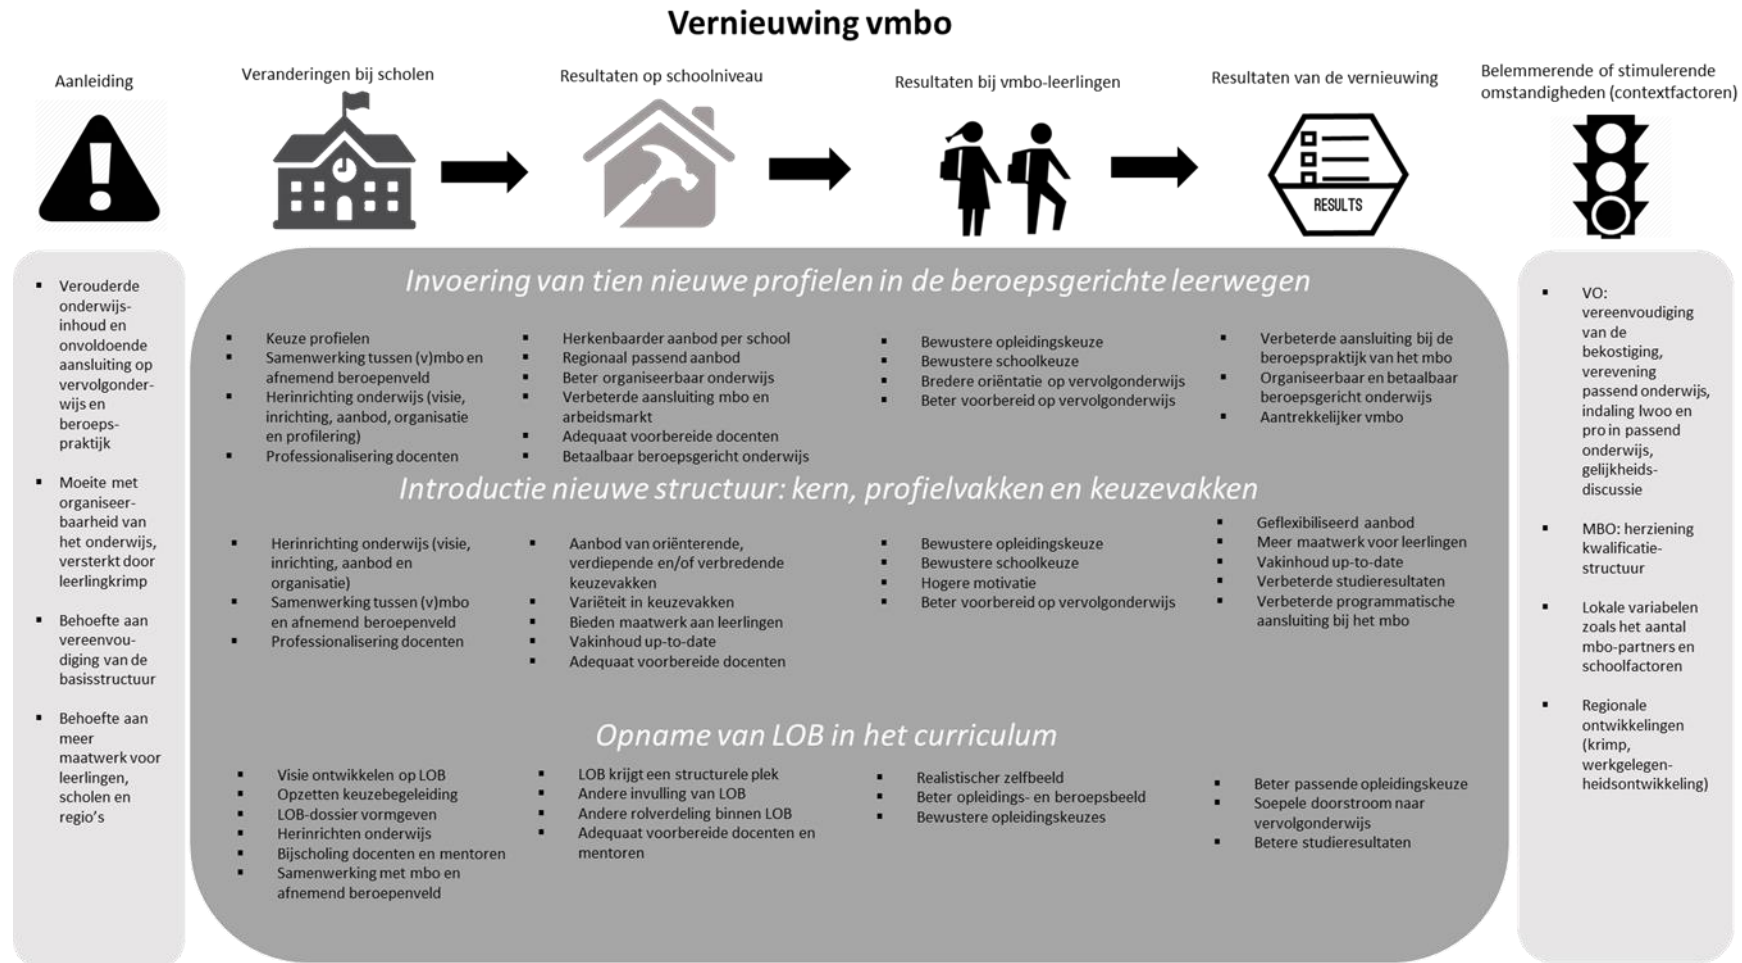 Vernieuwing vmbo
Aanleiding
Veranderingen bij scholen
Resultaten op schoolniveau
Resultaten bij vmbo-leerlingen
Resultaten van de vernieuwing
Belemmerende of stimulerende
omstandigheden (contextfactoren)
RESULTS
▪ Verouderde
onderwijs-
inhoud en
onvoldoende
aansluiting op
vervolgonder-
wijs en
beroeps-
praktijk
▪ Moeite met
organiseer-
baarheid van
het onderwijs,
versterkt door
leerlingkrimp
▪ Behoefte aan
vereenvou-
diging van de
basisstructuur
▪ Behoefte aan
meer
maatwerk voor
leerlingen,
scholen en
regio's
Invoering van tien nieuwe profielen in de beroepsgerichte leerwegen
▪ Keuze profielen
▪ Samenwerking tussen (v)mbo en
afnemend beroepenveld
▪ Herinrichting onderwijs (visie,
inrichting, aanbod, organisatie
en profilering)
▪ Professionalisering docenten
▪ Herkenbaarder aanbod per school
▪ Regionaal passend aanbod
▪ Beter organiseerbaar onderwijs
▪ Verbeterde aansluiting mbo en
arbeidsmarkt
▪ Adequaat voorbereide docenten
▪ Betaalbaar beroepsgericht onderwijs
▪ Bewustere opleidingskeuze
▪ Bewustere schoolkeuze
▪ Bredere oriëntatie op vervolgonderwijs
▪ Beter voorbereid op vervolgonderwijs
▪ Verbeterde aansluiting bij de
beroepspraktijk van het mbo
▪ Organiseerbaar en betaalbaar
beroepsgericht onderwijs
▪ Aantrekkelijker vmbo
Introductie nieuwe structuur: kern, profielvakken en keuzevakken
▪ Herinrichting onderwijs (visie,
inrichting, aanbod en
organisatie)
▪ Samenwerking tussen (v)mbo
en afnemend beroepenveld
▪ Professionalisering docenten
▪ Aanbod van oriënterende,
verdiepende en/of verbredende
keuzevakken
▪ Variëteit in keuzevakken
▪ Bieden maatwerk aan leerlingen
▪ Vakinhoud up-to-date
▪ Adequaat voorbereide docenten
▪ Bewustere opleidingskeuze
▪ Bewustere schoolkeuze
▪ Hogere motivatie
▪ Beter voorbereid op vervolgonderwijs
▪ Geflexibiliseerd aanbod
▪ Meer maatwerk voor leerlingen
▪ Vakinhoud up-to-date
▪ Verbeterde studieresultaten
▪ Verbeterde programmatische
aansluiting bij het mbo
Opname van LOB in het curriculum
▪ Visie ontwikkelen op LOB
▪ Opzetten keuzebegeleiding
▪ LOB-dossier vormgeven
▪ Herinrichten onderwijs
▪ Bijscholing docenten en mentoren
▪ Samenwerking met mbo en
afnemend beroepenveld
▪ LOB krijgt een structurele plek
▪ Andere invulling van LOB
▪ Andere rolverdeling binnen LOB
▪ Adequaat voorbereide docenten en
mentoren
▪ Realistischer zelfbeeld
▪ Beter opleidings- en beroepsbeeld
▪ Bewustere opleidingskeuzes
▪ Beter passende opleidingskeuze
▪ Soepele doorstroom naar
vervolgonderwijs
▪ Betere studieresultaten
▪ VO:
vereenvoudiging
van de
bekostiging,
verevening
passend onderwijs,
indaling lwoo en
pro in passend
onderwijs,
gelijkheids-
discussie
▪ MBO: herziening
kwalificatie-
structuur
▪ Lokale variabelen
zoals het aantal
mbo-partners en
schoolfactoren
▪ Regionale
ontwikkelingen
(krimp,
werkgelegen-
heidsontwikkeling)